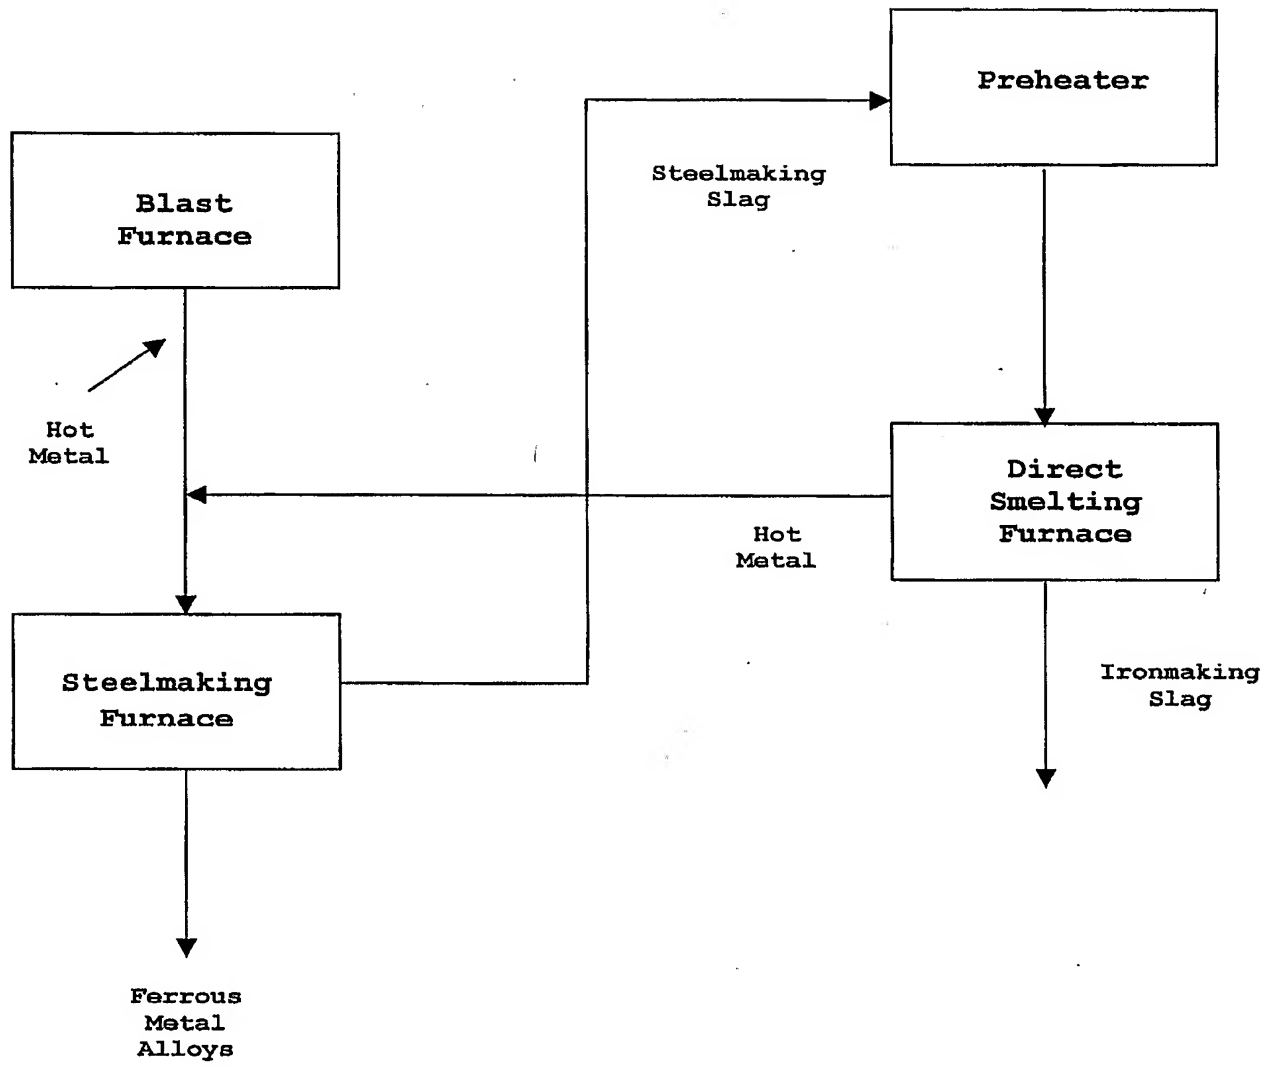 Preheater
Steelmaking
Slag
Blast
Furnace
Hot
Metal
Direct
Smelting
Furnace
Hot
Metal
Steelmaking
Furnace
Ironmaking
Slag
Ferrous
Metal
Alloys